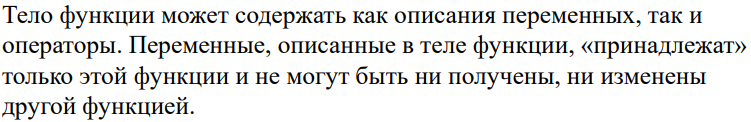 Тело функции может содержать как описания переменных, так и
операторы. Переменные, описанные в теле функции, «принадлежат»
только этой функции и не могут быть ни получены, ни изменены
другой функцией.